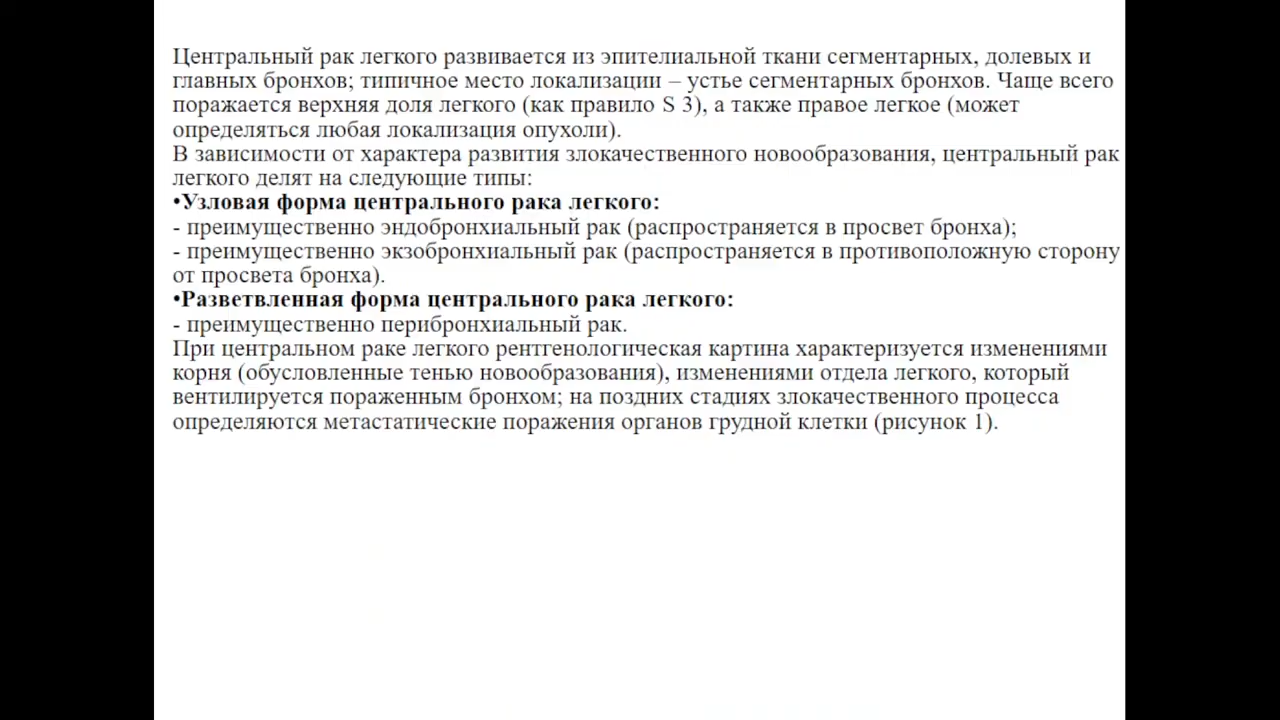 Центральный рак легкого развивается из эпителиальной ткани сегментарных, долевых и
главных бронхов; типичное место локализации – устье сегментарных бронхов. Чаще всего
поражается верхняя доля легкого (как правило S 3), а также правое легкое (может
определяться любая локализация опухоли).
В зависимости от характера развития злокачественного новообразования, центральный рак
легкого делят на следующие типы:
•Узловая форма центрального рака легкого:
- преимущественно эндобронхиальный рак (распространяется в просвет бронха);
- преимущественно экзобронхиальный рак (распространяется в противоположную сторону
от просвета бронха).
•Разветвленная форма центрального рака легкого:
- преимущественно перибронхиальный рак.
При центральном раке легкого рентгенологическая картина характеризуется изменениями
корня (обусловленные тенью новообразования), изменениями отдела легкого, который
вентилируется пораженным бронхом; на поздних стадиях злокачественного процесса
определяются метастатические поражения органов грудной клетки (рисунок 1).